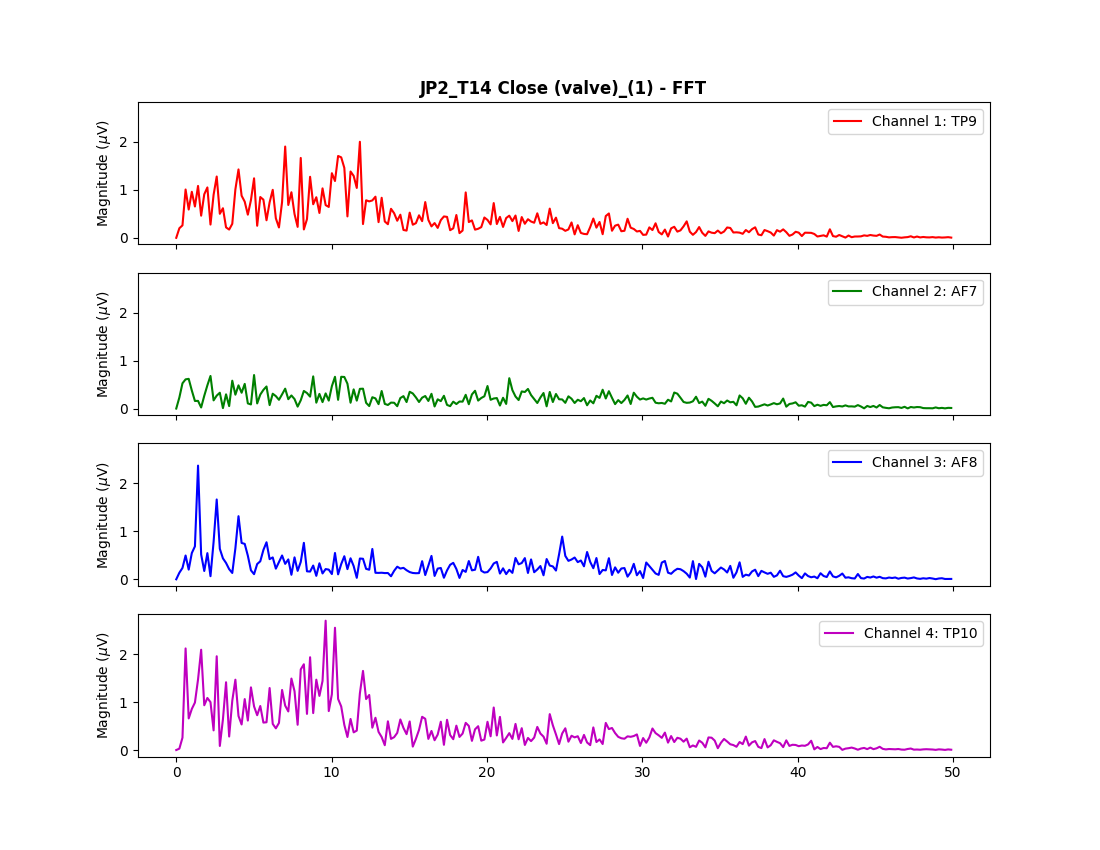 JP2_T14 Close (valve)_(1) - FFT
Magnitude (μV)
2
1
0
Channel 1: TP9
Magnitude (μV)
2
1
0
Channel 2: AF7
Magnitude (μV)
2
1
0
Channel 3: AF8
Magnitude (μV)
2
1
0
Channel 4: TP10
0 10 20 30 40 50